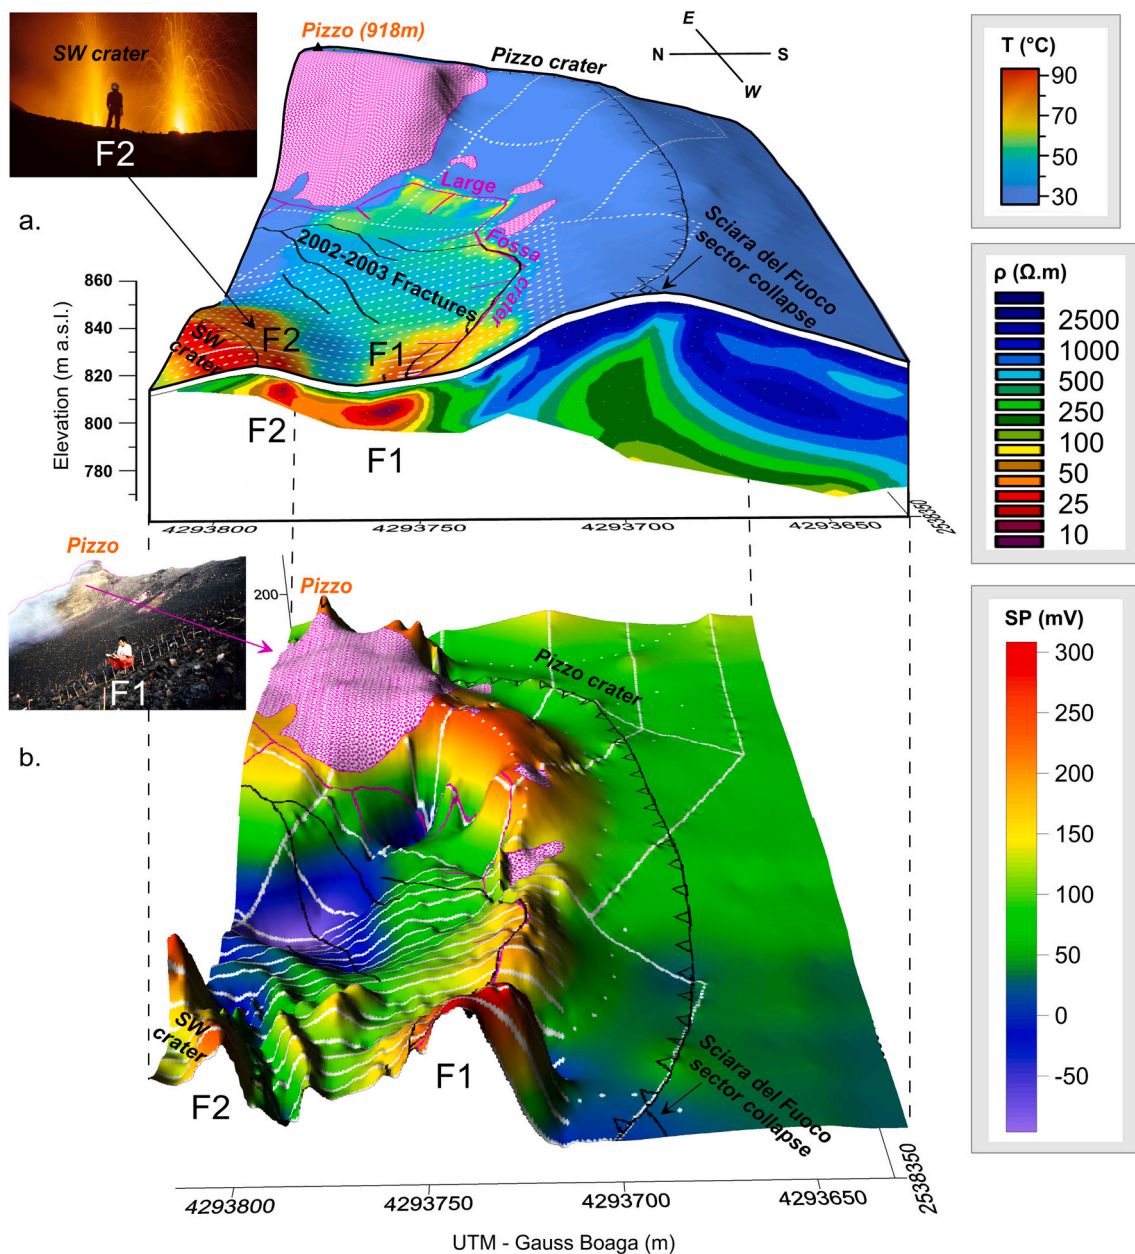 SW crater
F2
Pizzo (918m)
Pizzo crater
E
N
S
W
T (°C)
90
70
50
30
a.
Large
Fossa
crater
2002-2003 Fractures
Sciara del Fuoco
sector collapse
Elevation (m a.s.l.)
860
840
820
800
780
SW
crater
F2
F1
F2
F1
4293800
4293750
4293700
4293650
2538350
ρ (Ω.m)
2500
1000
500
250
100
50
25
10
Pizzo
F1
200
Pizzo
Pizzo crater
b.
SW
crater
F2
F1
Sciara del Fuoco
sector collapse
SP (mV)
300
250
200
150
100
50
0
-50
4293800
4293750
4293700
4293650
2538350
UTM - Gauss Boaga (m)